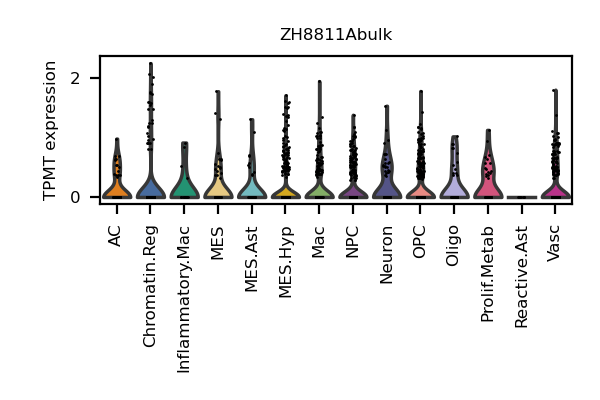 ZH8811Abulk
TPMT expression
2
0
AC
Chromatin.Reg
Inflammatory.Mac
MES
MES.Ast
MES.Hyp
Mac
NPC
Neuron
OPC
Oligo
Prolif.Metab
Reactive.Ast
Vasc